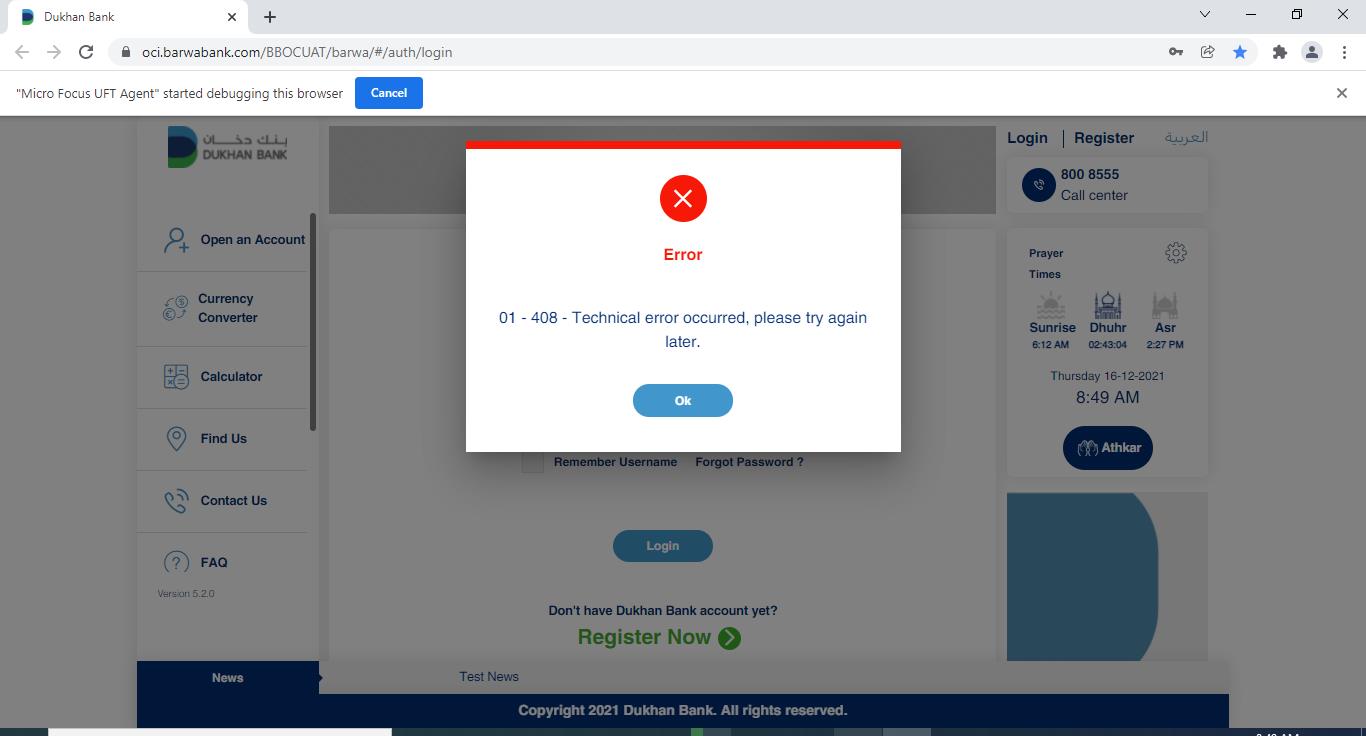 Dukhan Bank
oci.barwabank.com/BBOCUAT/barwa/#/auth/login
"Micro Focus UFT Agent" started debugging this browser
Cancel
بنك دخان
DUKHAN BANK
Open an Account
Currency
Converter
Calculator
Find Us
Contact Us
FAQ
Version 5.2.0
Error
01 - 408 - Technical error occurred, please try again
later.
Ok
Remember Username
Forgot Password ?
Login
Don't have Dukhan Bank account yet?
Register Now
Login
Register
العربية
800 8555
Call center
Prayer
Times
Sunrise Dhuhr Asr
6:12 AM 02:43:04 2:27 PM
Thursday 16-12-2021
8:49 AM
Athkar
News
Test News
Copyright 2021 Dukhan Bank. All rights reserved.